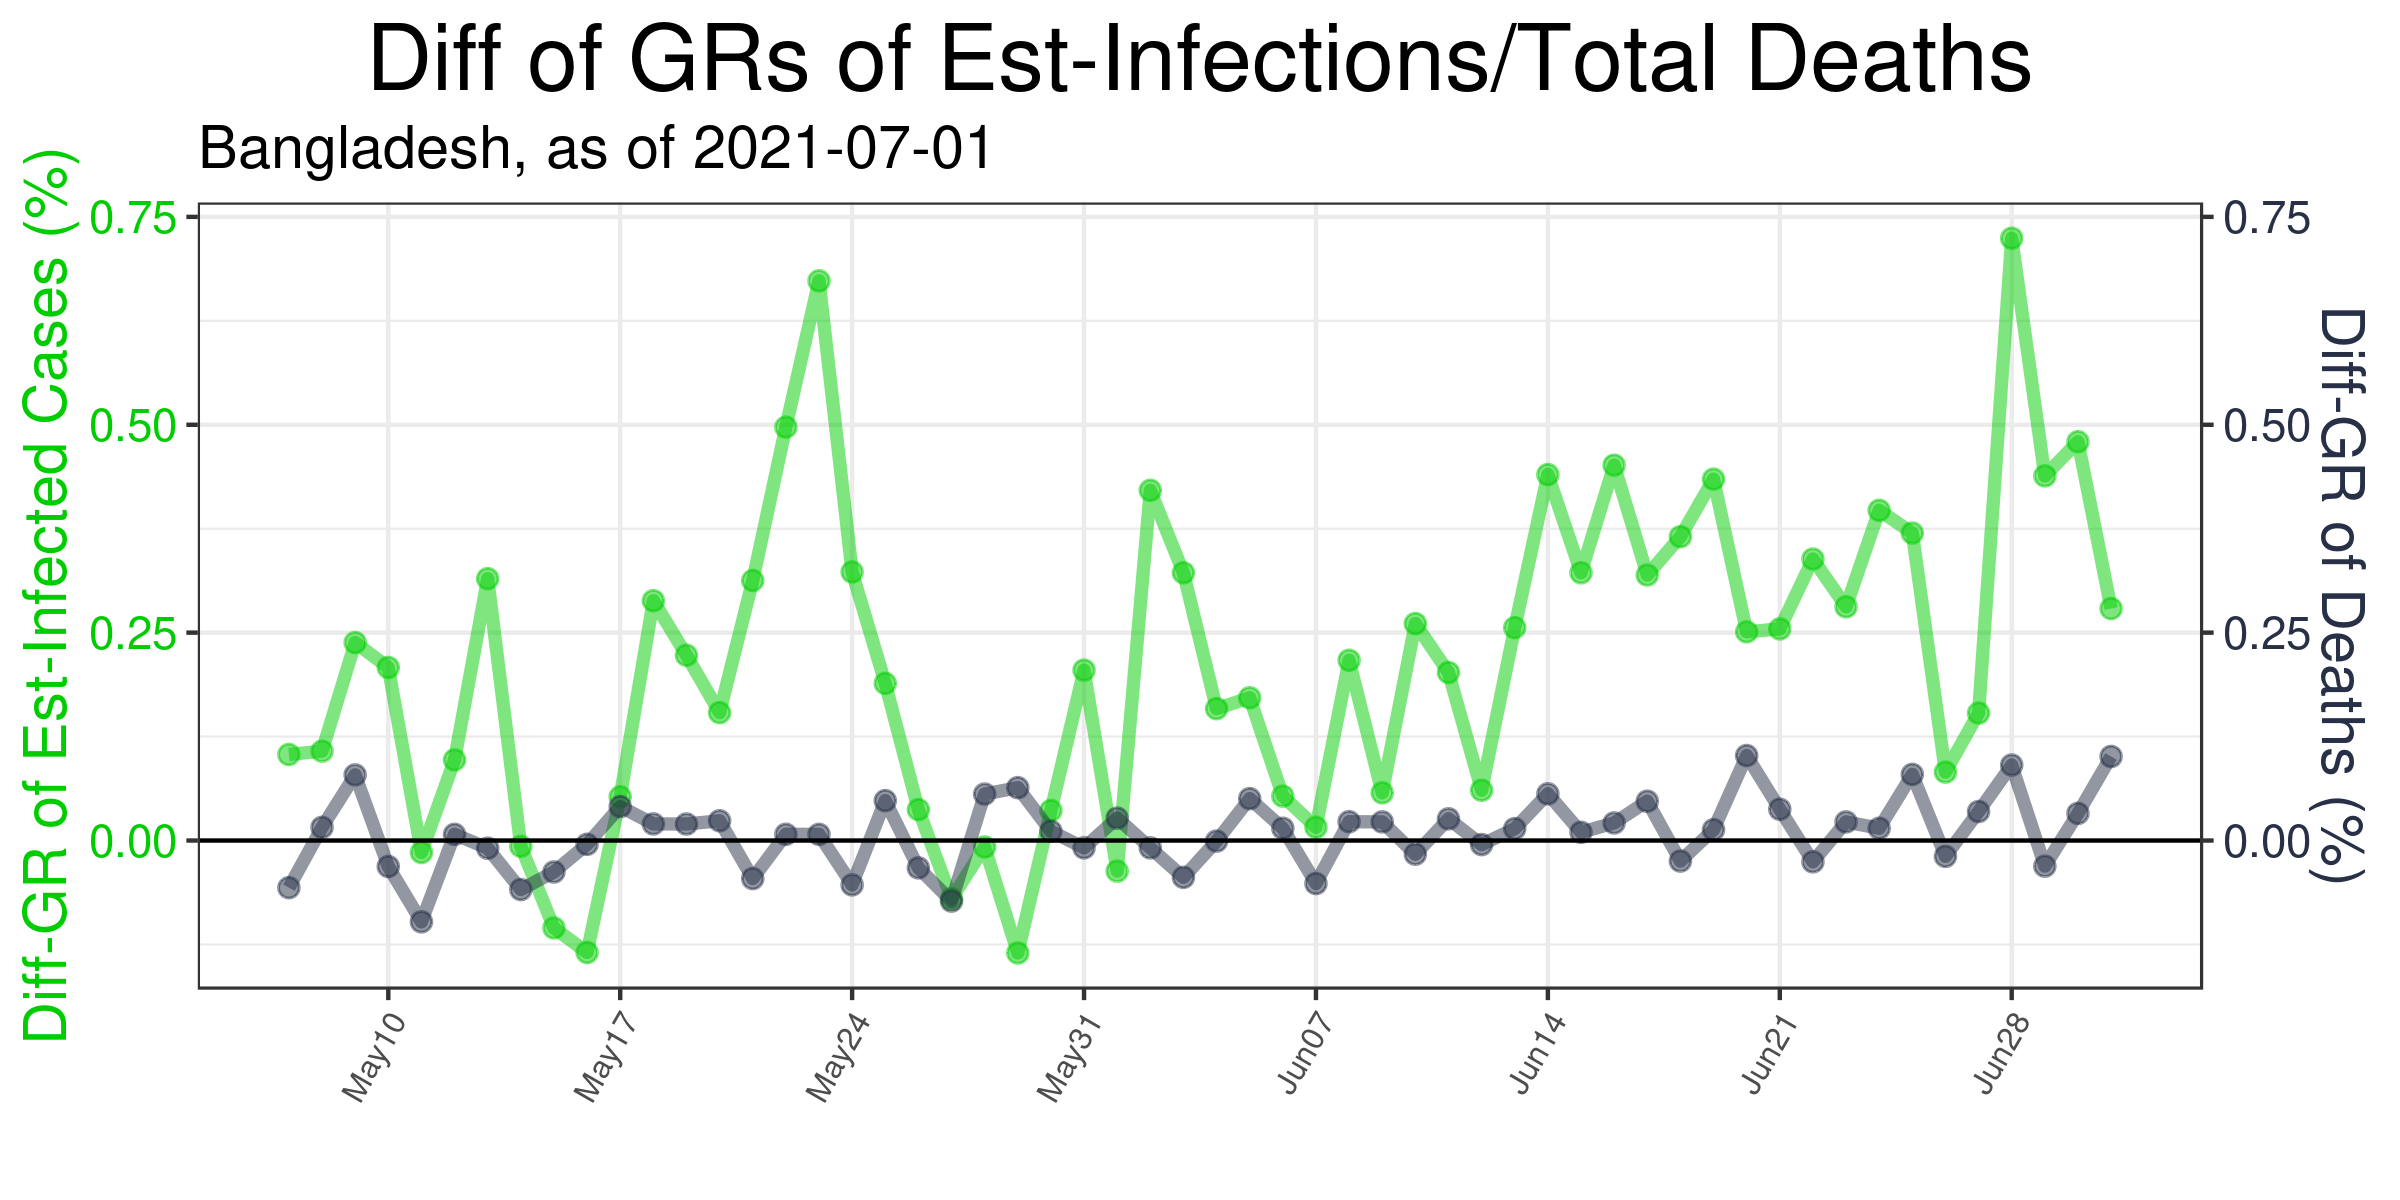 Diff of GRs of Est-Infections/Total Deaths
Bangladesh, as of 2021-07-01
Diff-GR of Est-Infected Cases (%)
0.75
0.50
0.25
0.00
0.75
0.50
0.25
0.00
Diff-GR of Deaths (%)
May10
May17
May24
May31
Jun07
Jun14
Jun21
Jun28